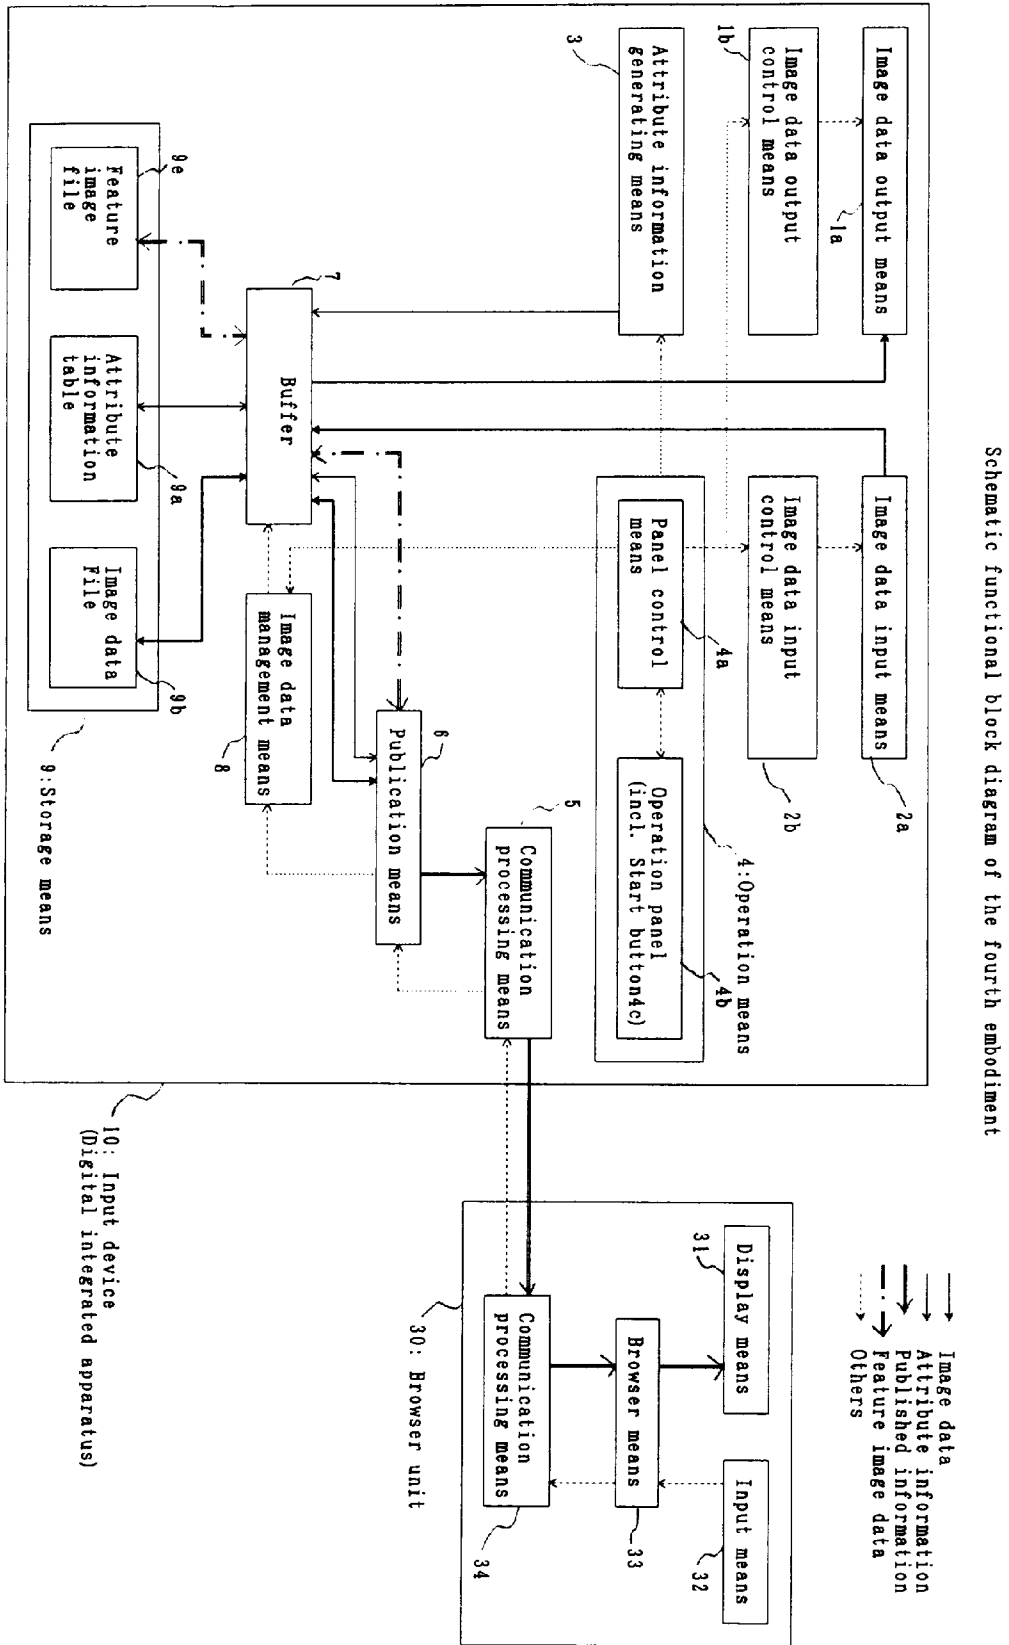 Schematic functional block diagram of the fourth embodiment
Image data output means
1a
Image data output
control means
1b
Attribute information
generating means
3
Image data input means
2a
Image data input
control means
2b
4:Operation means
Panel control
means
4a
Operation panel
(incl. Start button4c)
4b
Buffer
7
Image data
management means
8
Publication means
6
Communication
processing means
5
Feature
image
file
9e
Attribute
information
table
9a
Image data
File
9b
9:Storage means
10: Input device
(Digital integrated apparatus)
Image data
Attribute information
Published information
Feature image data
Others
Display means
31
Input means
32
Browser means
33
Communication
processing means
34
30: Browser unit